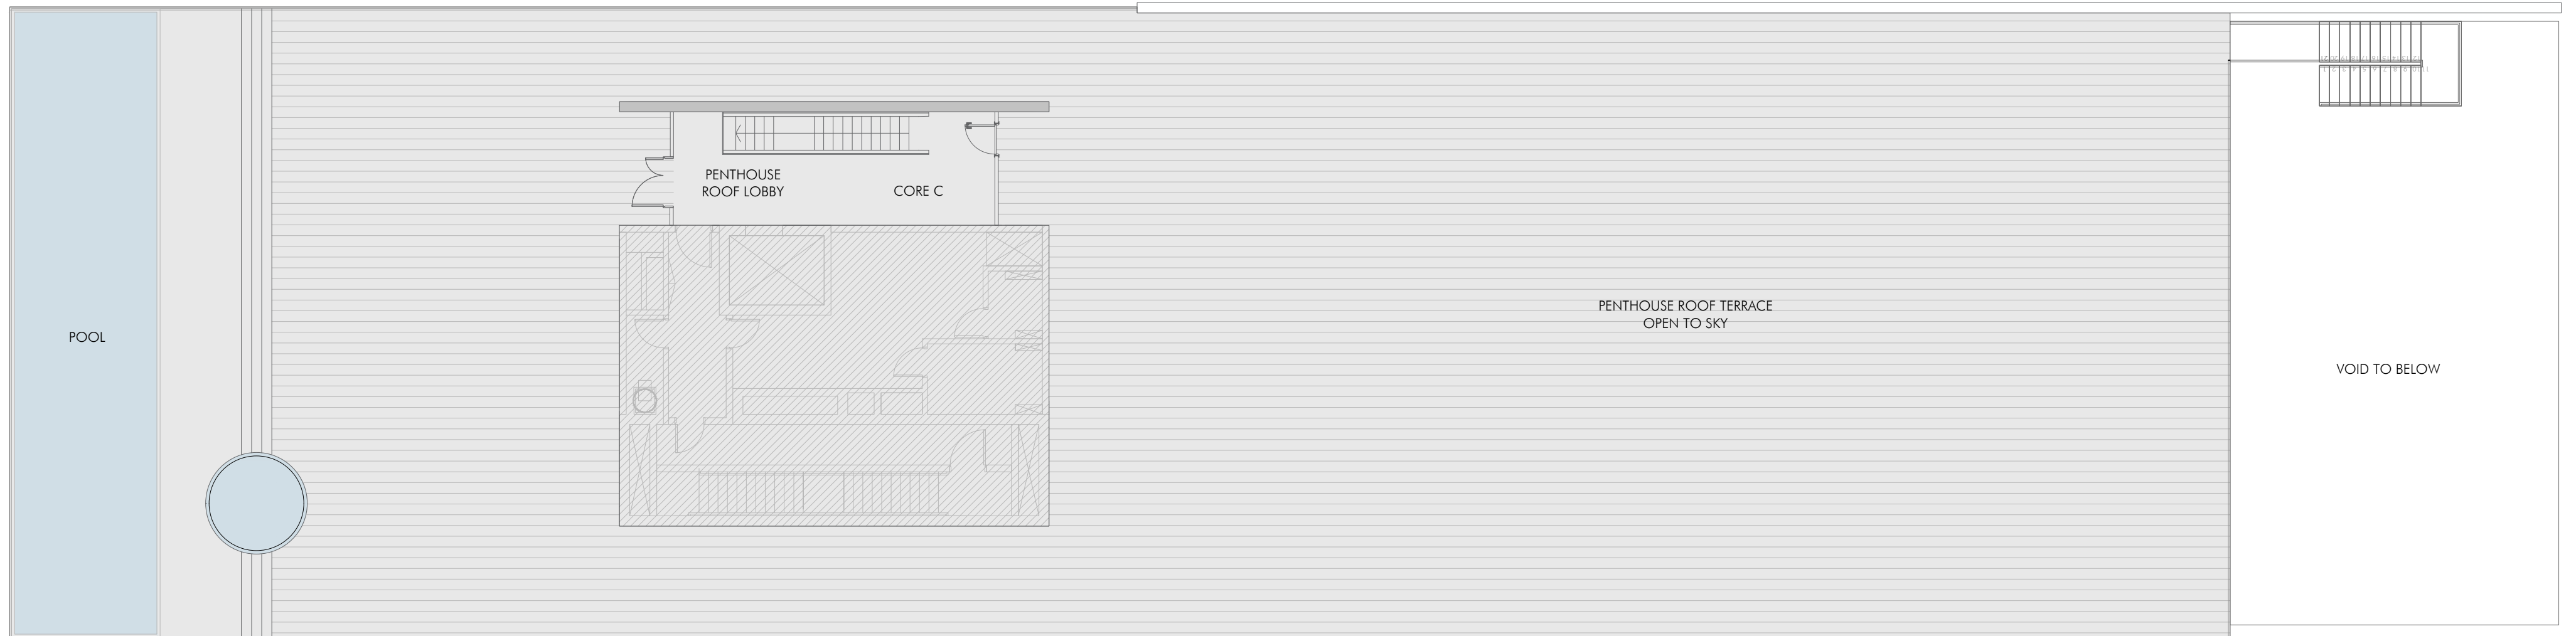 PENTHOUSE
ROOF LOBBY
CORE C
PENTHOUSE ROOF TERRACE
OPEN TO SKY
POOL
VOID TO BELOW